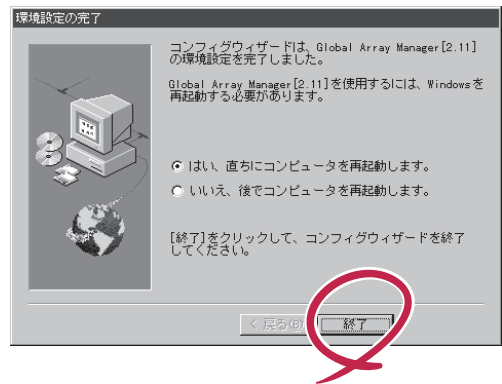 環境設定の完了
コンフィグウィザードは、Global Array Manager[2.11]
の環境設定を完了しました。
Global Array Manager[2.11]を使用するには、Windowsを
再起動する必要があります。
はい、直ちにコンピュータを再起動します。
いいえ、後でコンピュータを再起動します。
[終了]をクリックして、コンフィグウィザードを終了
してください。
< 戻る(B)
終了